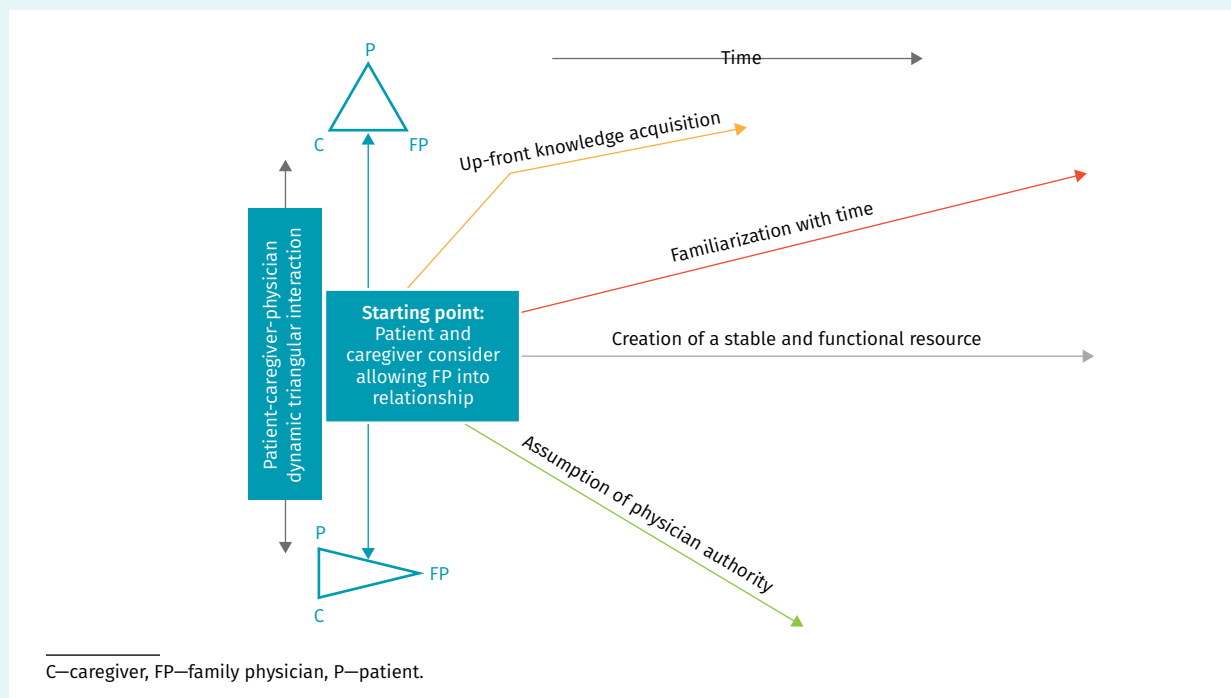 P
C
FP
Time
Up-front knowledge acquisition
Familiarization with time
Patient-caregiver-physician
dynamic triangular interaction
Starting point:
Patient and
caregiver consider
allowing FP into
relationship
Creation of a stable and functional resource
Assumption of physician authority
P
FP
C
C—caregiver, FP—family physician, P—patient.